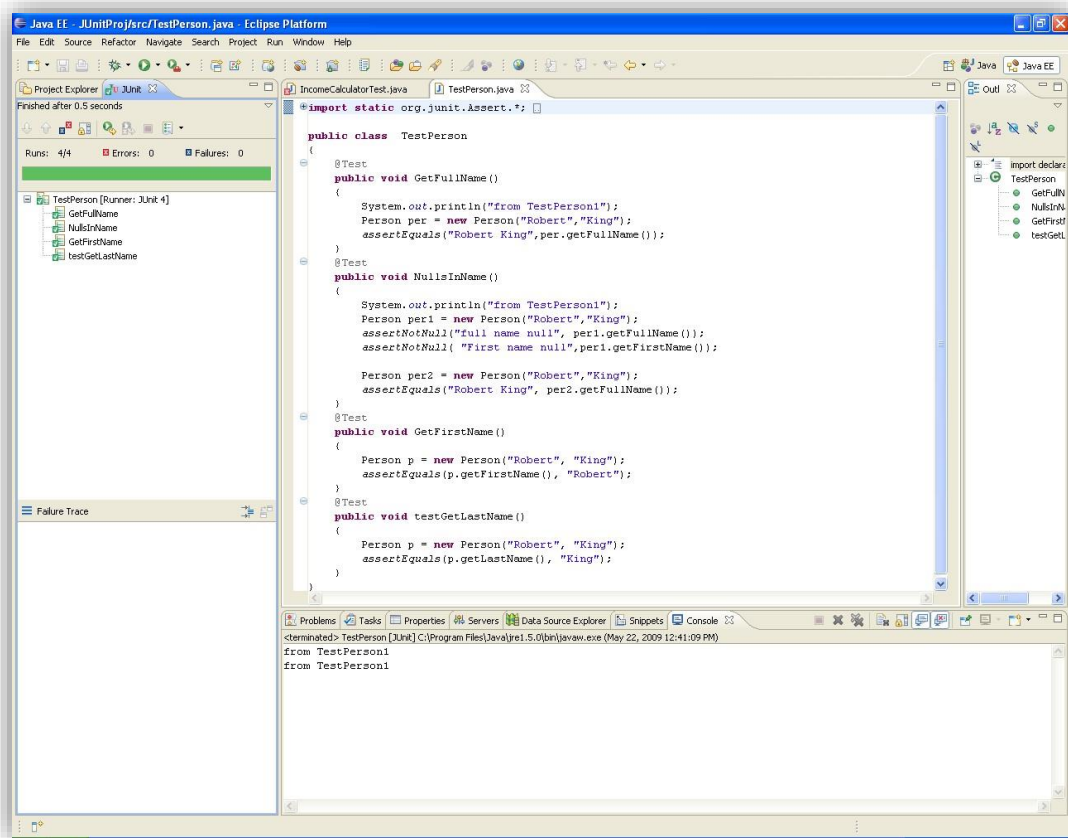 Java EE - JUnitProj/src/TestPerson.java - Eclipse Platform
File Edit Source Refactor Navigate Search Project Run Window Help
Java Java EE
Project Explorer JUnit
Finished after 0.5 seconds
Runs: 4/4 Errors: 0 Failures: 0
TestPerson [Runner: JUnit 4]
GetFullName
NullsInName
GetFirstName
testGetLastName
Failure Trace
IncomeCalculatorTest.java TestPerson.java
import static org.junit.Assert.*;
public class TestPerson
{
@Test
public void GetFullName()
{
System.out.println("from TestPerson1");
Person per = new Person("Robert","King");
assertEquals("Robert King",per.getFullName());
}
@Test
public void NullsInName()
{
System.out.println("from TestPerson1");
Person per1 = new Person("Robert","King");
assertNotNull("full name null", per1.getFullName());
assertNotNull( "First name null",per1.getFirstName());
Person per2 = new Person("Robert","King");
assertEquals("Robert King", per2.getFullName());
}
@Test
public void GetFirstName()
{
Person p = new Person("Robert", "King");
assertEquals(p.getFirstName(), "Robert");
}
@Test
public void testGetLastName()
{
Person p = new Person("Robert", "King");
assertEquals(p.getLastName(), "King");
}
}
Outl
import declara
TestPerson
GetFullN
NullsInN
GetFirst
testGetL
Problems Tasks Properties Servers Data Source Explorer Snippets Console
<terminated> TestPerson [JUnit] C:\Program Files\Java\jre1.5.0\bin\javaw.exe (May 22, 2009 12:41:09 PM)
from TestPerson1
from TestPerson1